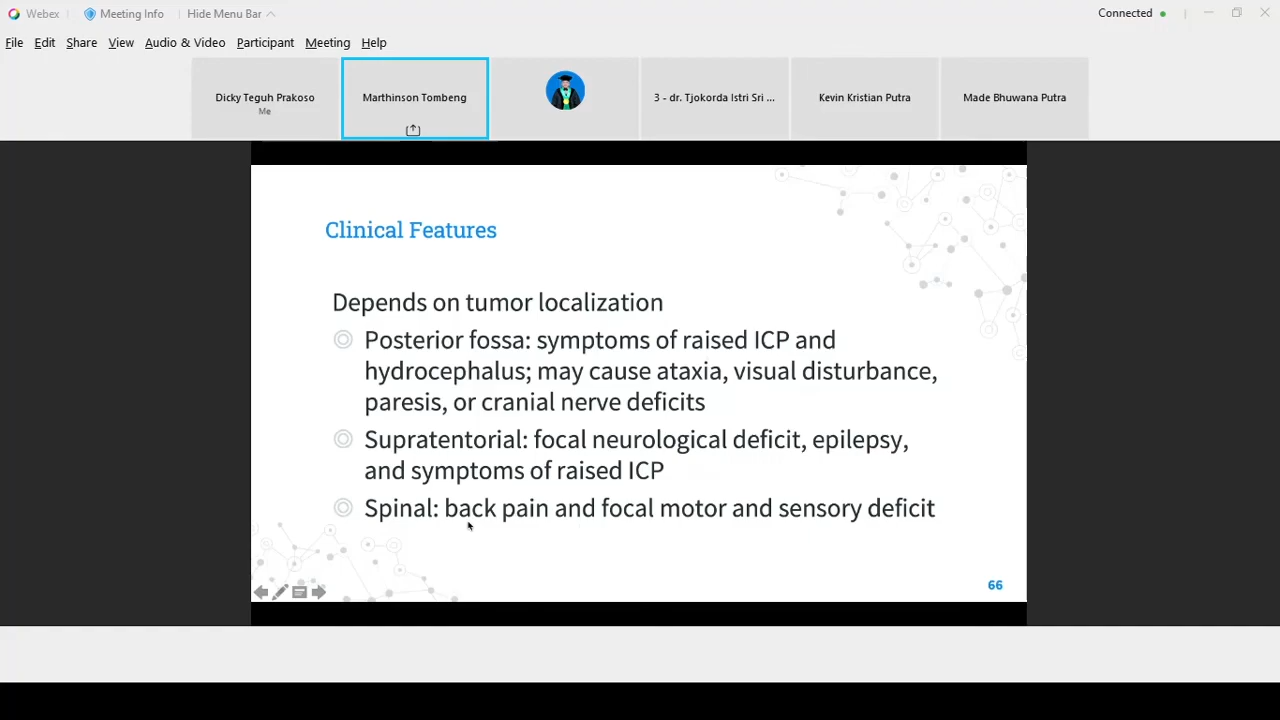 Webex
Meeting Info
Hide Menu Bar
Connected
File Edit Share View Audio & Video Participant Meeting Help
Dicky Teguh Prakoso
Me
Marthinson Tombeng
3 - dr. Tjokorda Istri Sri ...
Kevin Kristian Putra
Made Bhuwana Putra
Clinical Features
Depends on tumor localization
Posterior fossa: symptoms of raised ICP and
hydrocephalus; may cause ataxia, visual disturbance,
paresis, or cranial nerve deficits
Supratentorial: focal neurological deficit, epilepsy,
and symptoms of raised ICP
Spinal: back pain and focal motor and sensory deficit
66